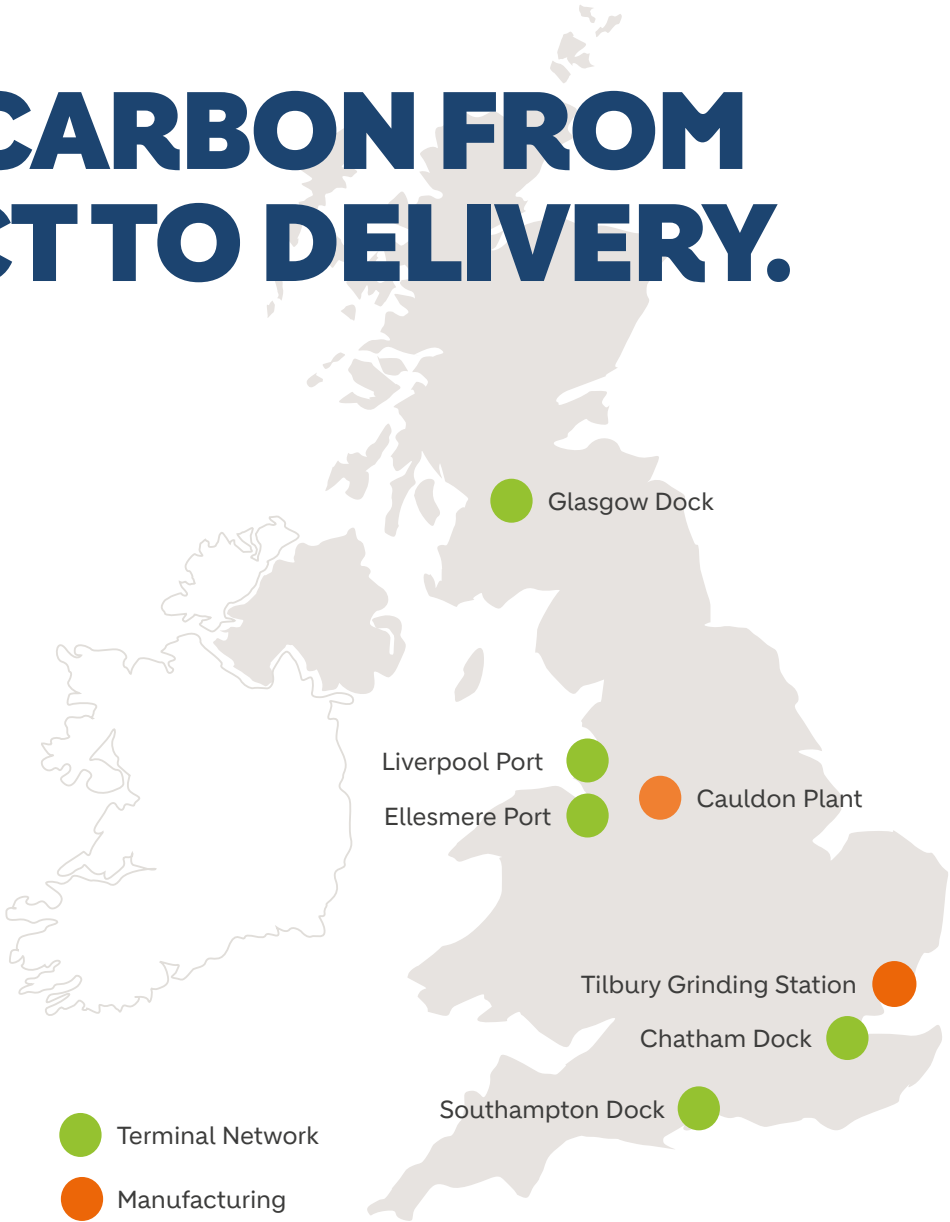 CARBON FROM
CT TO DELIVERY.
Glasgow Dock
Liverpool Port
Cauldon Plant
Ellesmere Port
Tilbury Grinding Station
Chatham Dock
Southampton Dock
Terminal Network
Manufacturing